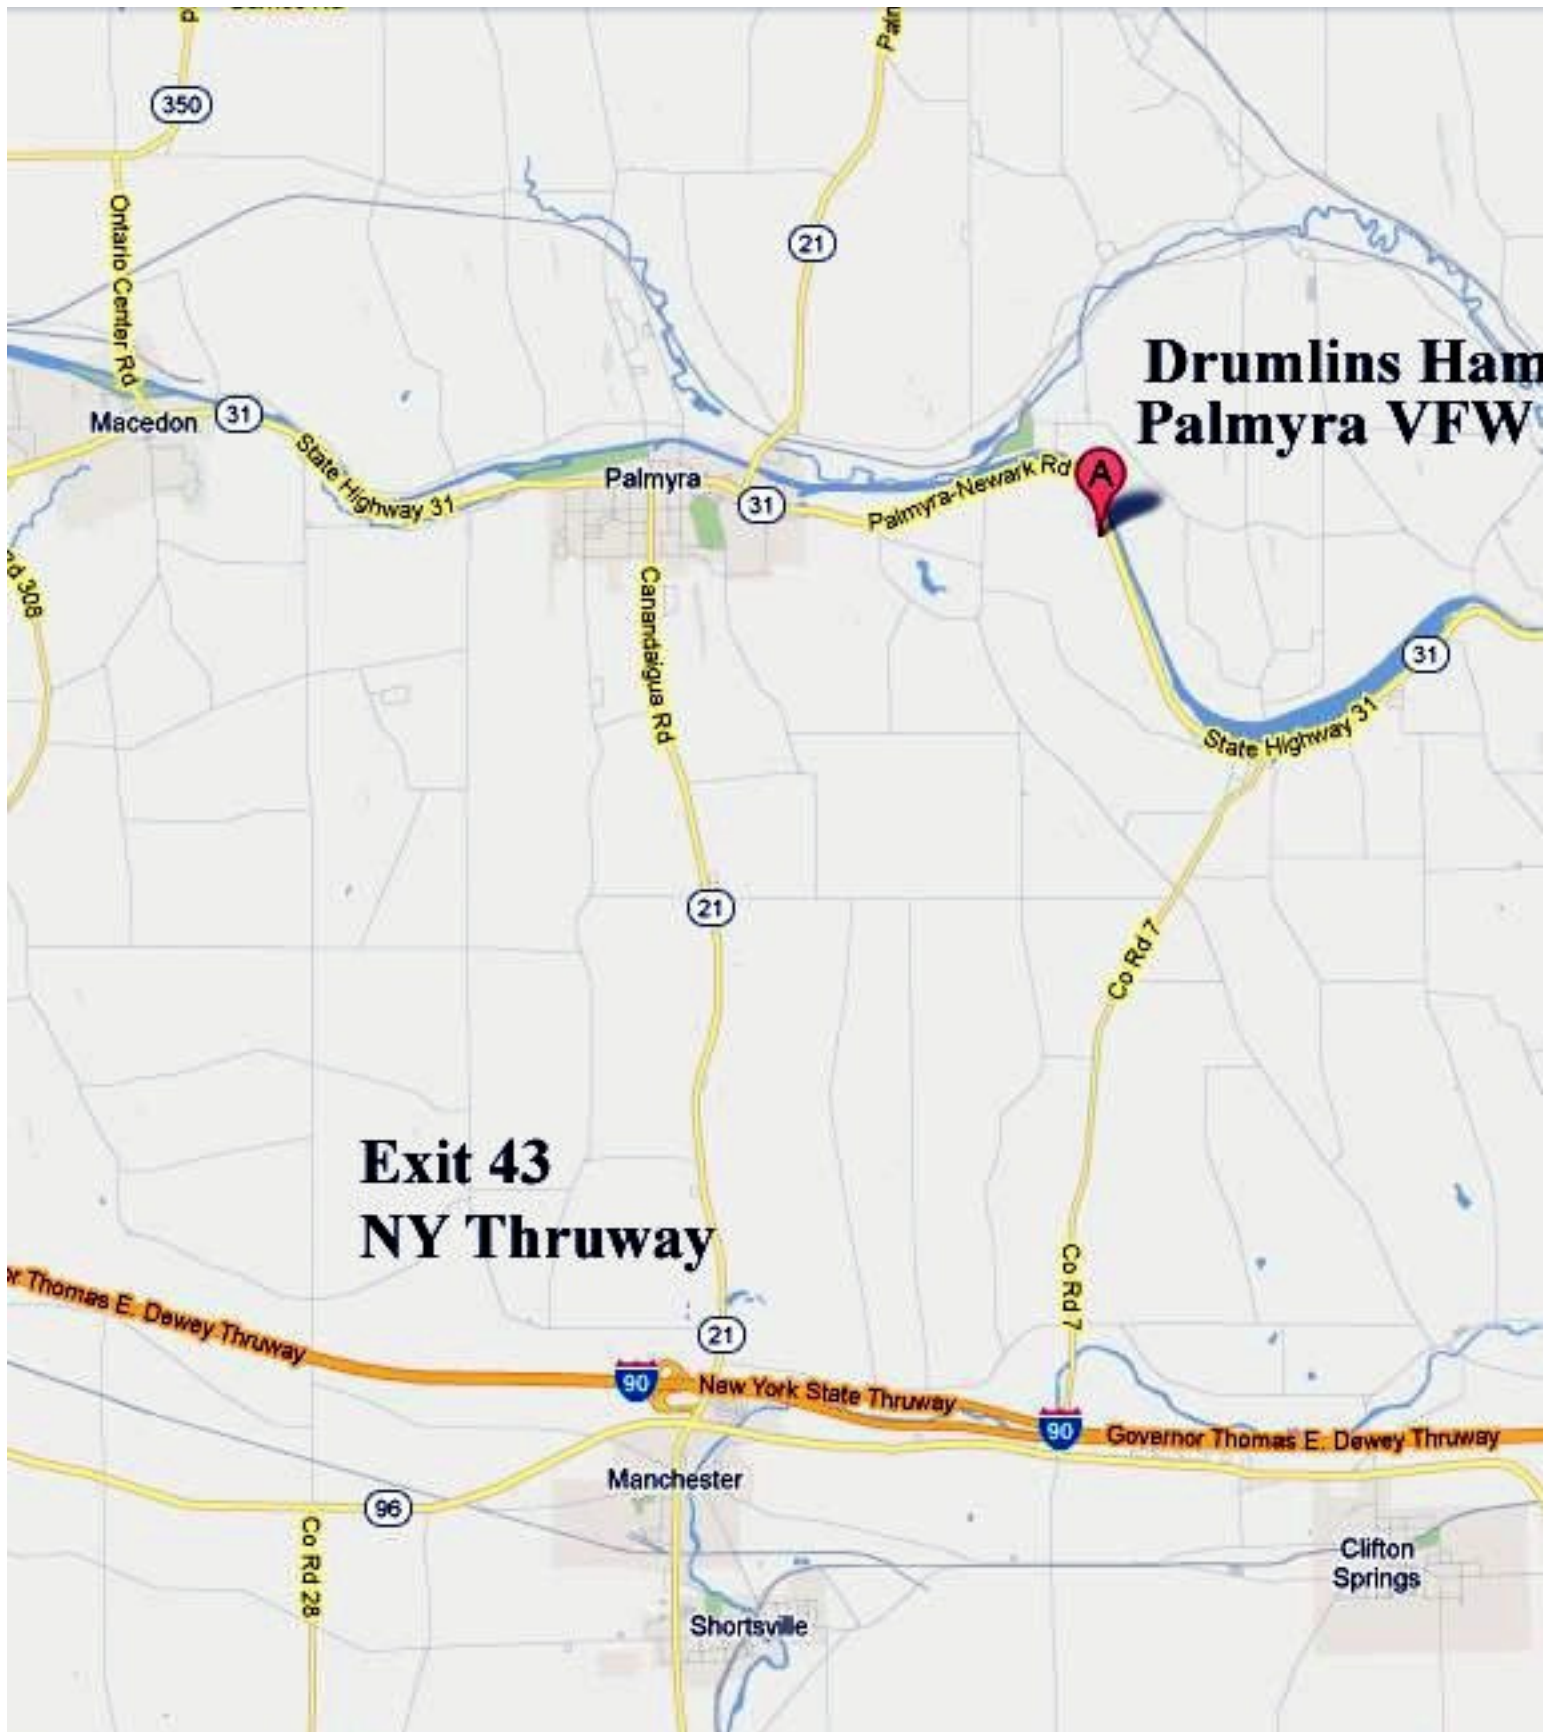 350
Ontario Center Rd
21
Drumlins Ham
Palmyra VFW
Macedon
31
State Highway 31
Palmyra
31
Palmyra-Newark Rd
A
Rd 308
Canandaigua Rd
31
State Highway 31
21
Co Rd 7
Exit 43
NY Thruway
Co Rd 7
or Thomas E. Dewey Thruway
21
90
New York State Thruway
90
Governor Thomas E. Dewey Thruway
Manchester
96
Co Rd 28
Clifton
Springs
Shortsville